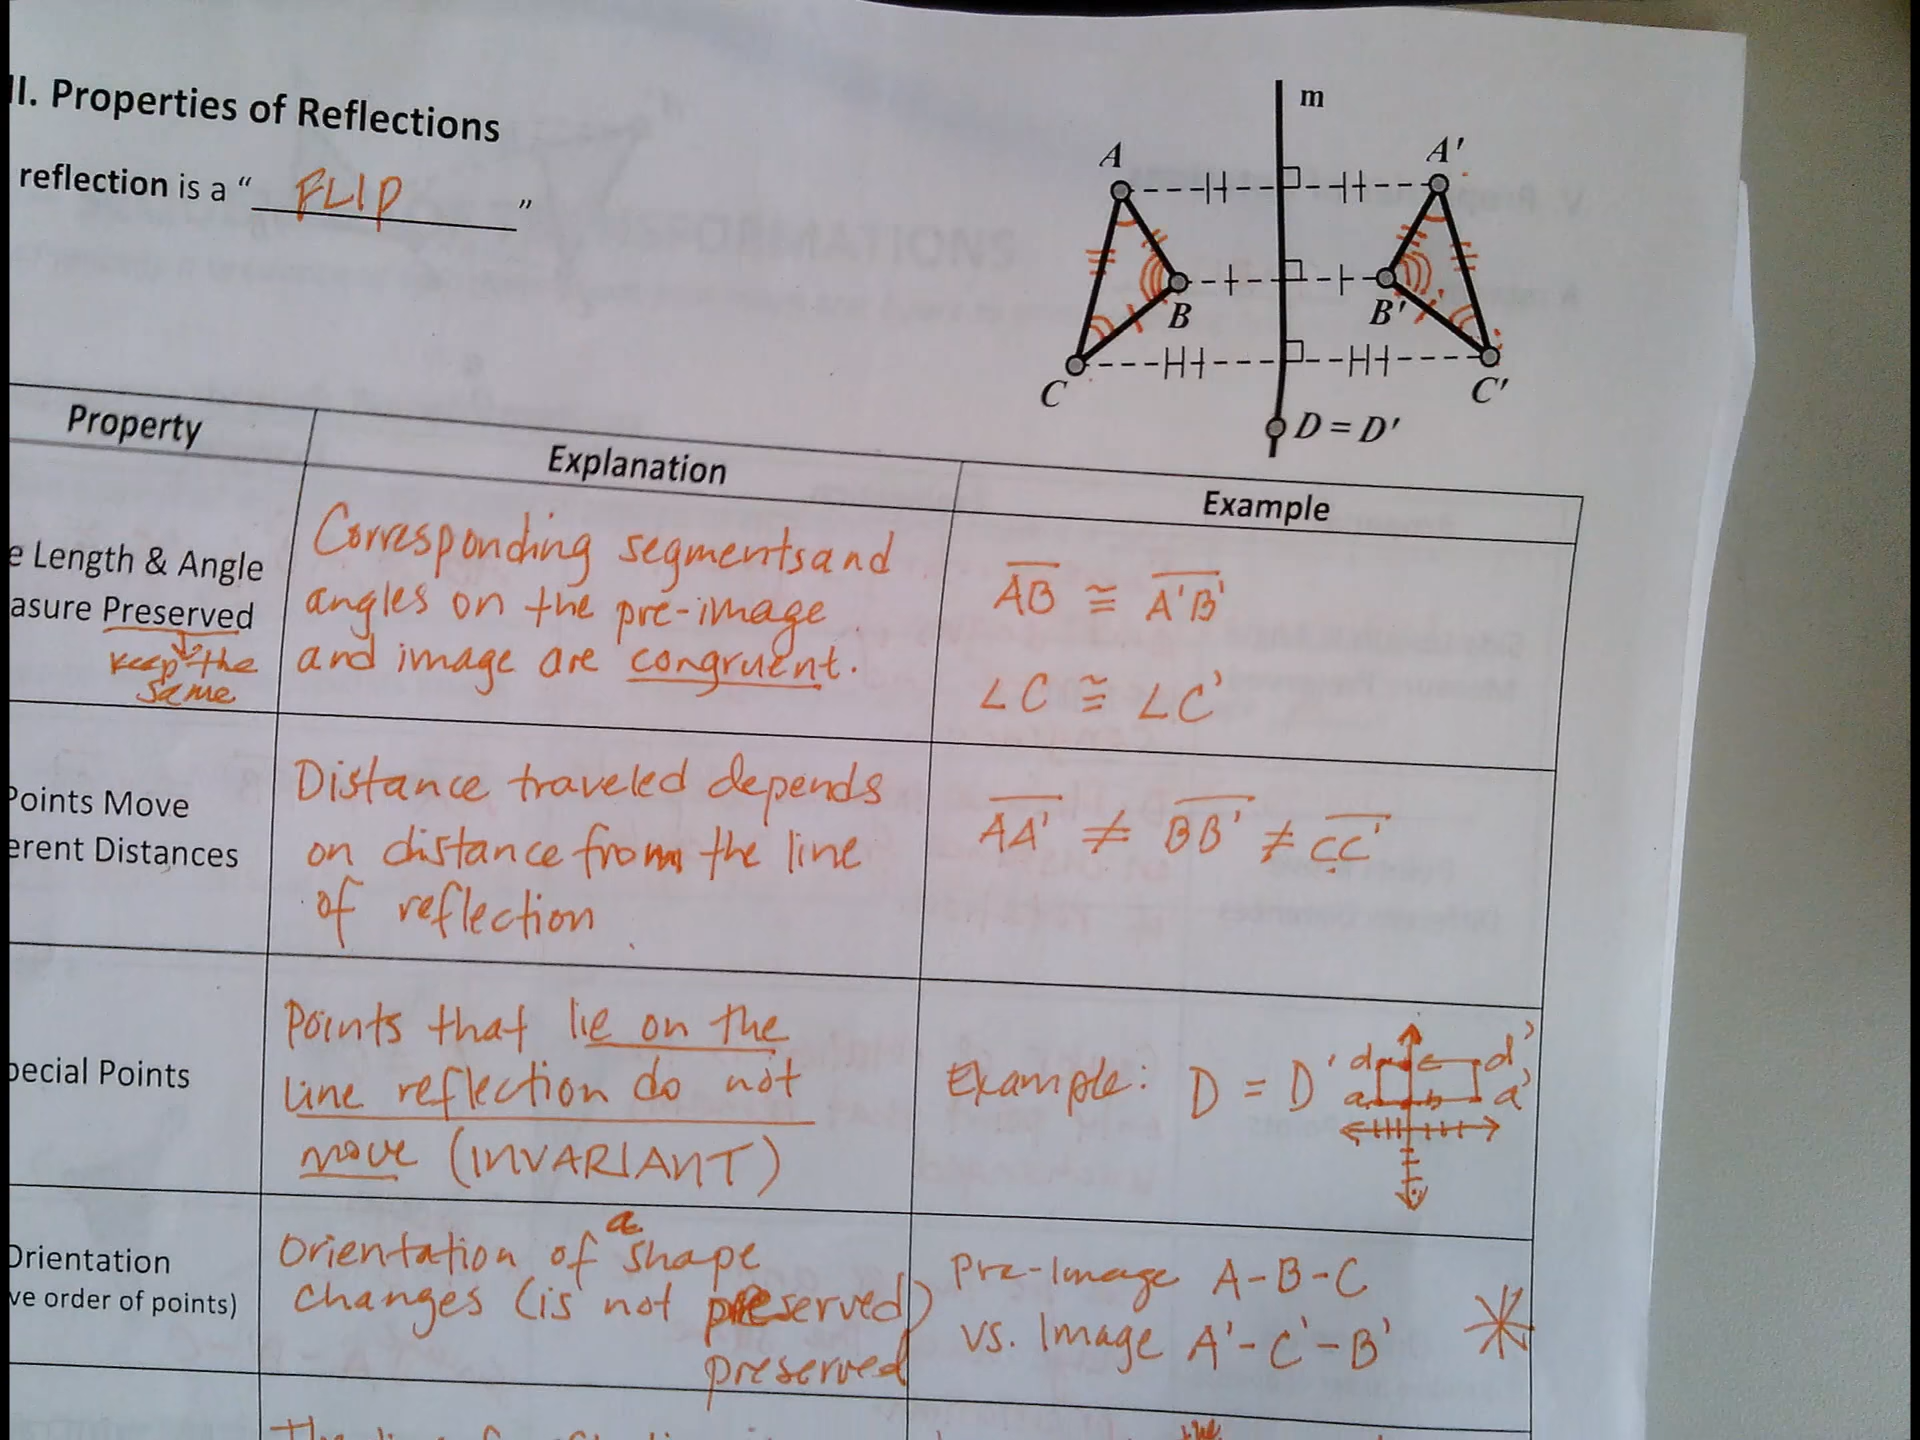 II. Properties of Reflections
reflection is a " FLIP "
m
A A'
B B'
C C'
D = D'
Property Explanation Example
e Length & Angle
asure Preserved
keep the
same
Corresponding segments and
angles on the pre-image
and image are congruent.
AB ≅ A'B'
∠C ≅ ∠C'
Points Move
erent Distances
Distance traveled depends
on distance from the line
of reflection
AA' ≠ BB' ≠ CC'
pecial Points
Points that lie on the
line reflection do not
move (INVARIANT)
Example: D = D'
d c d'
a b a'
Orientation
ve order of points)
Orientation of a shape
changes (is not preserved)
preserved
Pre-Image A-B-C
vs. Image A'-C'-B'